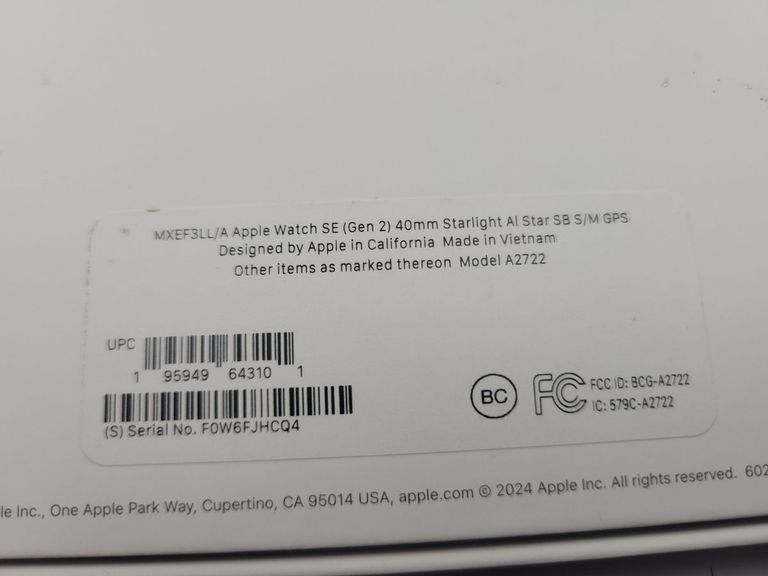 MXEF3LL/A Apple Watch SE (Gen 2) 40mm Starlight Al Star SB S/M GPS
Designed by Apple in California Made in Vietnam
Other items as marked thereon Model A2722
UPC
1 95949 64310 1
(S) Serial No. F0W6FJHCQ4
BC
FC
FCC ID: BCG-A2722
IC: 579C-A2722
le Inc., One Apple Park Way, Cupertino, CA 95014 USA, apple.com © 2024 Apple Inc. All rights reserved. 602